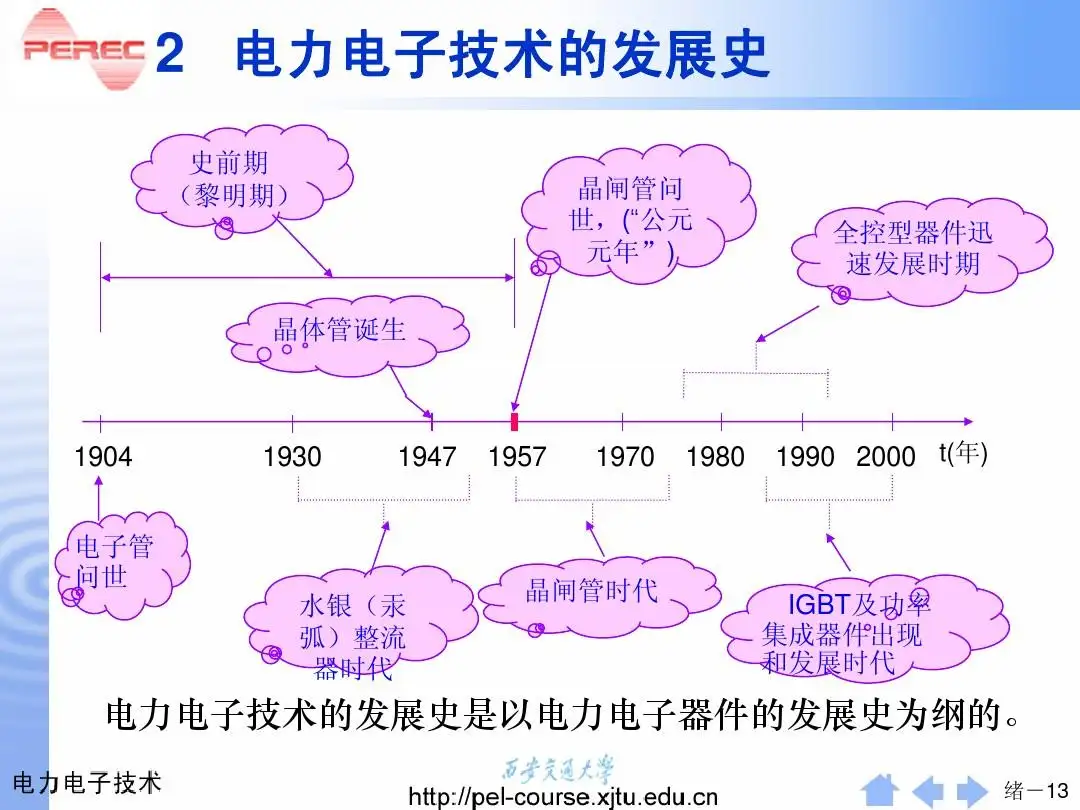 PEREC
2 电力电子技术的发展史
史前期
（黎明期）
晶闸管问
世，(“公元
元年”)
全控型器件迅
速发展时期
晶体管诞生
1904
1930
1947
1957
1970
1980
1990
2000
t(年)
电子管
问世
水银（汞
弧）整流
器时代
晶闸管时代
IGBT及功率
集成器件出现
和发展时代
电力电子技术的发展史是以电力电子器件的发展史为纲的。
电力电子技术
西安交通大学
http://pel-course.xjtu.edu.cn
绪－13